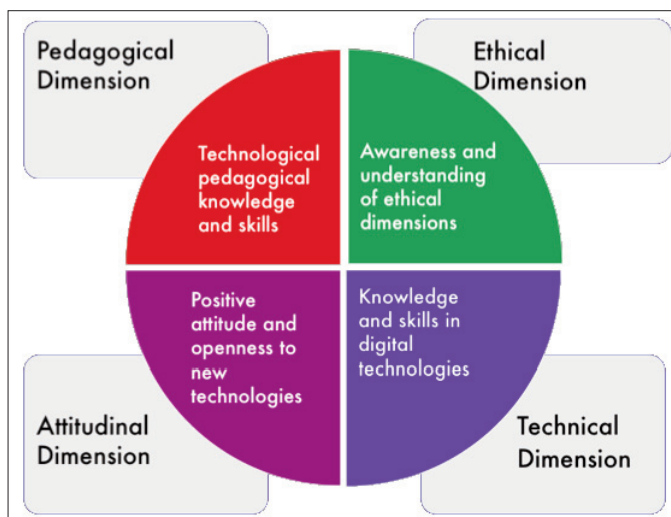 Pedagogical
Dimension
Ethical
Dimension
Technological
pedagogical
knowledge
and skills
Awareness and
understanding
of ethical
dimensions
Positive
attitude and
openness to
new
technologies
Knowledge
and skills in
digital
technologies
Attitudinal
Dimension
Technical
Dimension